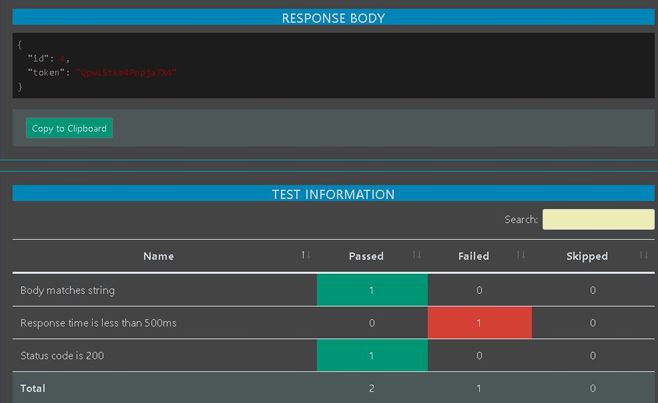 RESPONSE BODY
{
"id": 4,
"token":
}
Copy to Clipboard
TEST INFORMATION
Search:
Name Passed Failed Skipped
Body matches string 1 0 0
Response time is less than 500ms 0 1 0
Status code is 200 1 0 0
Total 2 1 0